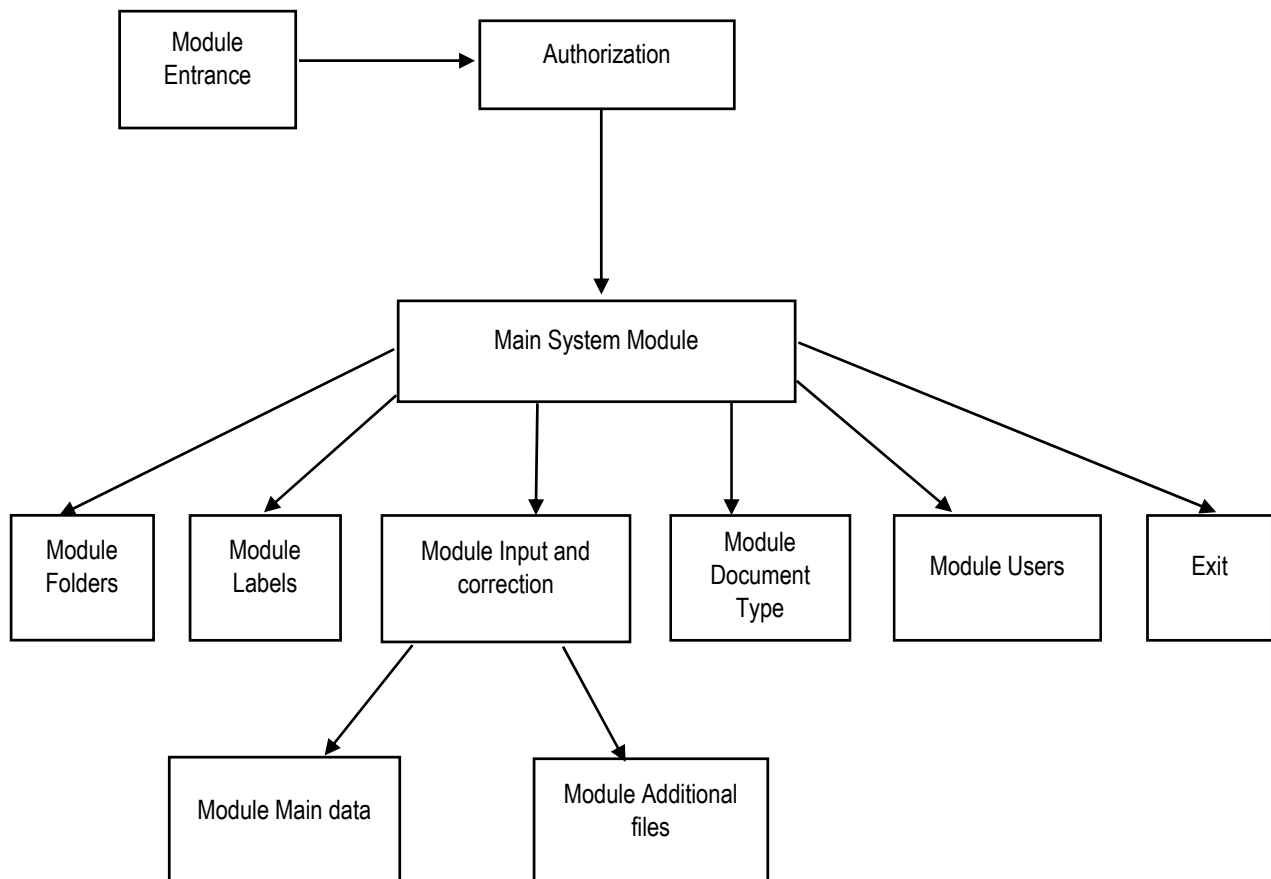 Module
Entrance
Authorization
Main System Module
Module
Folders
Module
Labels
Module Input and
correction
Module
Document
Type
Module Users
Exit
Module Main data
Module Additional
files